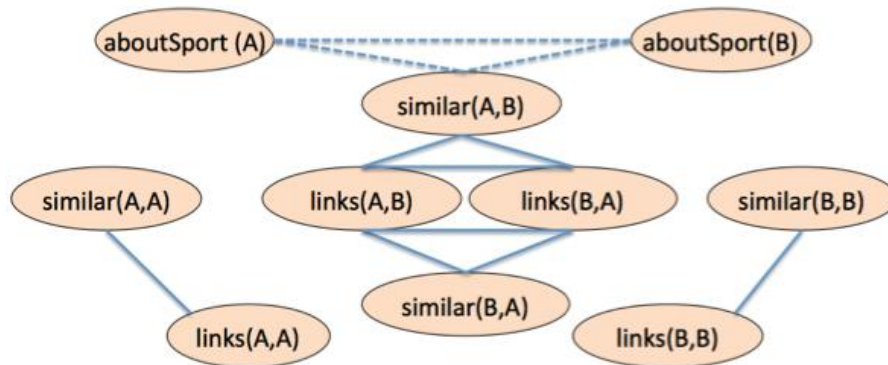 aboutSport (A)
aboutSport(B)
similar(A,B)
similar(A,A)
links(A,B)
links(B,A)
similar(B,B)
similar(B,A)
links(A,A)
links(B,B)